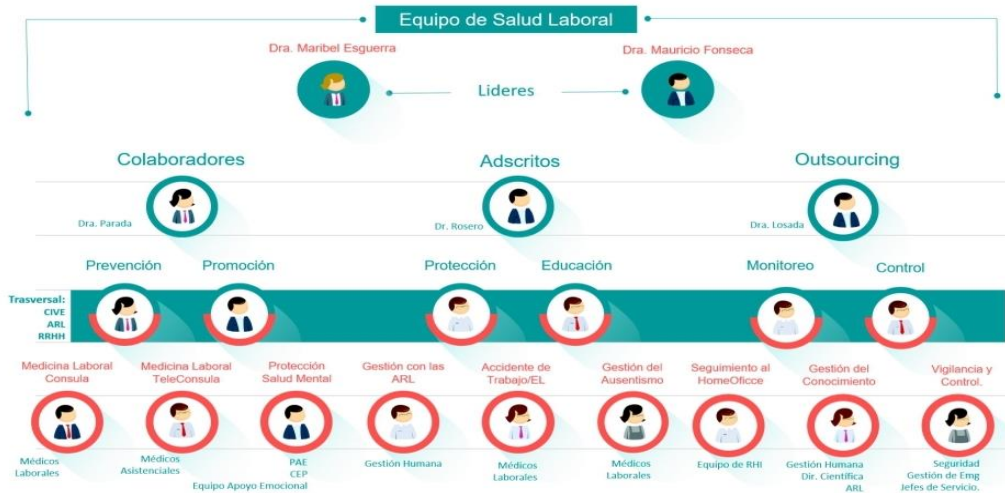 Equipo de Salud Laboral
Dra. Maribel Esguerra
Dra. Mauricio Fonseca
Lideres
Colaboradores
Adscritos
Outsourcing
Dra. Parada
Dr. Rosero
Dra. Losada
Prevención
Promoción
Protección
Educación
Monitoreo
Control
Trasversal:
CIVE
ARL
RRHH
Medicina Laboral
Consula
Medicina Laboral
TeleConsula
Protección
Salud Mental
Gestión con las
ARL
Accidente de
Trabajo/EL
Gestión del
Ausentismo
Seguimiento al
HomeOficce
Gestión del
Conocimiento
Vigilancia y
Control.
Médicos
Laborales
Médicos
Asistenciales
PAE
CEP
Equipo Apoyo Emocional
Gestión Humana
Médicos
Laborales
Médicos
Laborales
Equipo de RHI
Gestión Humana
Dir. Científica
ARL
Seguridad
Gestión de Emg
Jefes de Servicio.